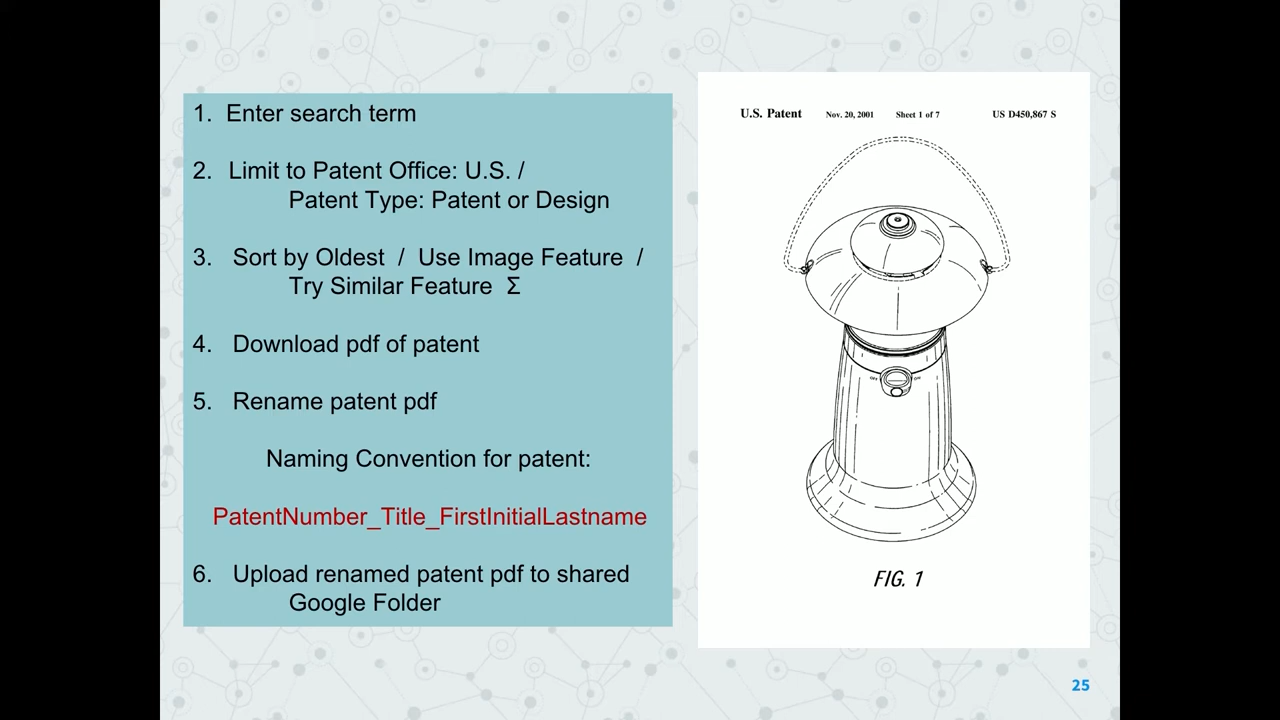 1. Enter search term
2. Limit to Patent Office: U.S. /
Patent Type: Patent or Design
3. Sort by Oldest / Use Image Feature /
Try Similar Feature Σ
4. Download pdf of patent
5. Rename patent pdf
Naming Convention for patent:
PatentNumber_Title_FirstInitialLastname
6. Upload renamed patent pdf to shared
Google Folder
U.S. Patent Nov. 20, 2001 Sheet 1 of 7 US D450,867 S
OFF ON
FIG. 1
25